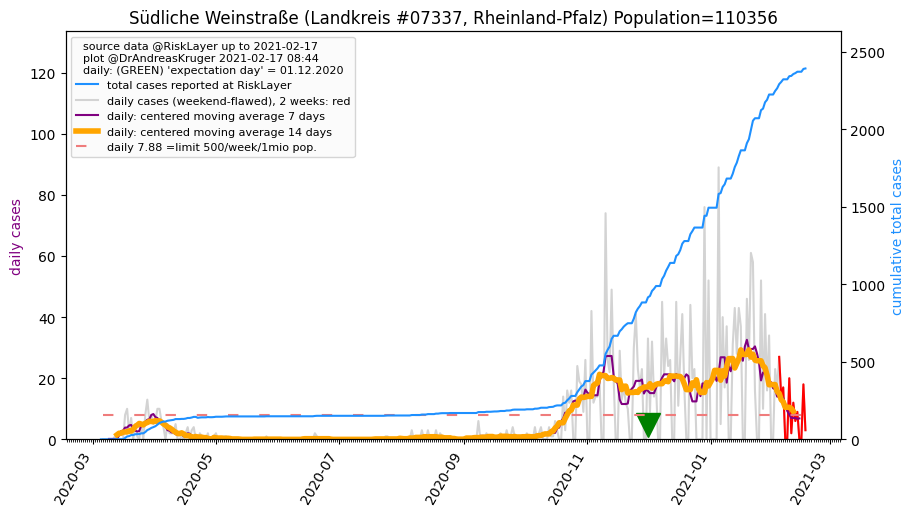 Südliche Weinstraße (Landkreis #07337, Rheinland-Pfalz) Population=110356
source data @RiskLayer up to 2021-02-17
plot @DrAndreasKruger 2021-02-17 08:44
daily: (GREEN) 'expectation day' = 01.12.2020
total cases reported at RiskLayer
daily cases (weekend-flawed), 2 weeks: red
daily: centered moving average 7 days
daily: centered moving average 14 days
daily 7.88 =limit 500/week/1mio pop.
daily cases
120
100
80
60
40
20
0
cumulative total cases
2500
2000
1500
1000
500
0
2020-03
2020-05
2020-07
2020-09
2020-11
2021-01
2021-03